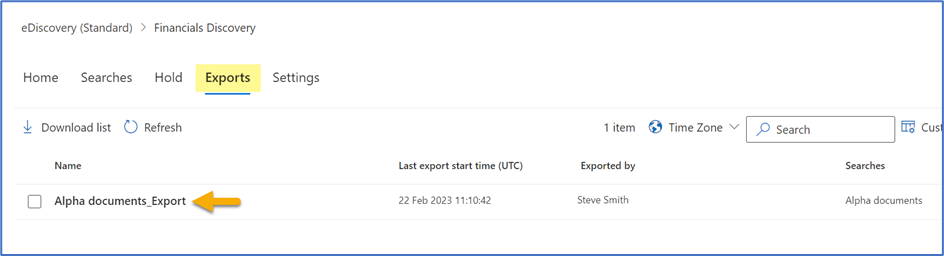 eDiscovery (Standard) > Financials Discovery
Home Searches Hold Exports Settings
Download list Refresh 1 item Time Zone Search Cust
Name Last export start time (UTC) Exported by Searches
Alpha documents_Export 22 Feb 2023 11:10:42 Steve Smith Alpha documents